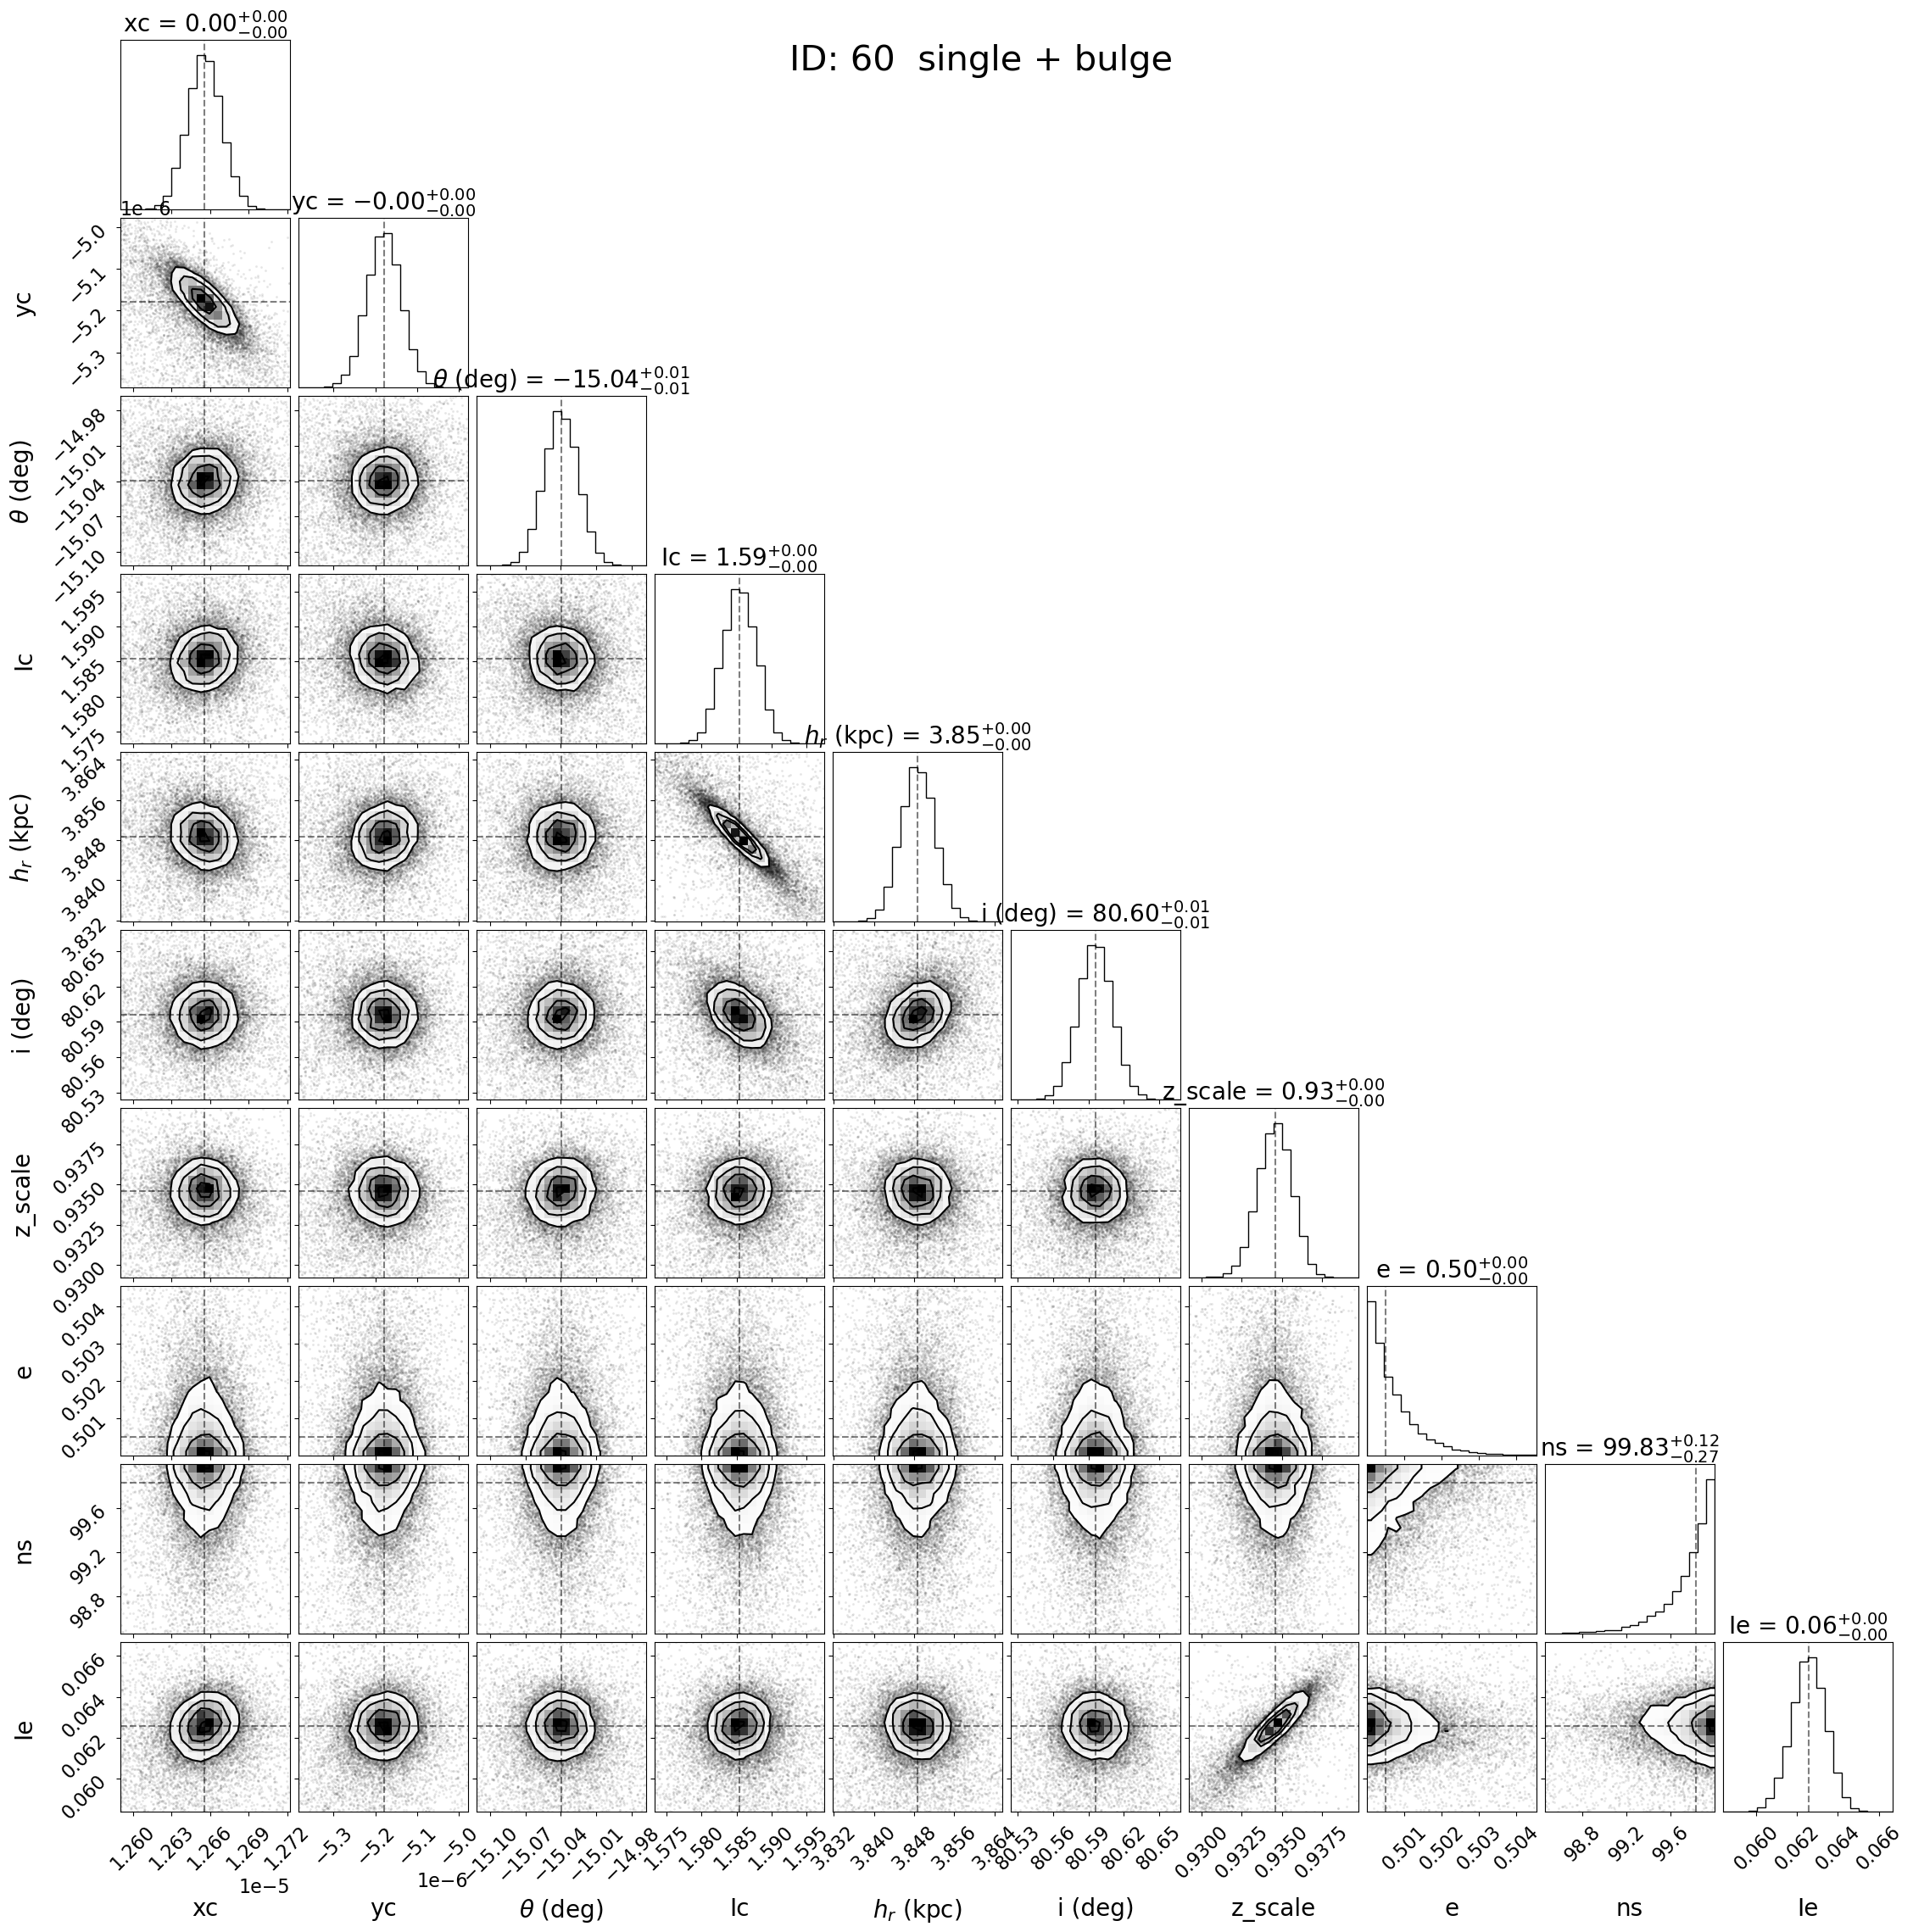 xc = 0.00+0.00−0.00
ID: 60 single + bulge
yc = −0.00+0.00−0.00
1e−6
−5.0
−5.1
−5.2
−5.3
yc
θ (deg) = −15.04+0.01−0.01
−14.98
−15.01
−15.04
−15.07
−15.10
θ (deg)
Ic = 1.59+0.00−0.00
1.595
1.590
1.585
1.580
1.575
Ic
h_r (kpc) = 3.85+0.00−0.00
3.864
3.856
3.848
3.840
3.832
h_r (kpc)
i (deg) = 80.60+0.01−0.01
80.65
80.62
80.59
80.56
80.53
i (deg)
z_scale = 0.93+0.00−0.00
0.9375
0.9350
0.9325
0.9300
z_scale
e = 0.50+0.00−0.00
0.504
0.503
0.502
0.501
e
ns = 99.83+0.12−0.27
99.6
99.2
98.8
ns
Ie = 0.06+0.00−0.00
0.066
0.064
0.062
0.060
Ie
1.260 1.263 1.266 1.269 1.272
1e−5
xc
−5.3 −5.2 −5.1 −5.0
1e−6
yc
−15.10 −15.07 −15.04 −15.01 −14.98
θ (deg)
1.575 1.580 1.585 1.590 1.595
Ic
3.832 3.840 3.848 3.856 3.864
h_r (kpc)
80.53 80.56 80.59 80.62 80.65
i (deg)
0.9300 0.9325 0.9350 0.9375
z_scale
0.501 0.502 0.503 0.504
e
98.8 99.2 99.6
ns
0.060 0.062 0.064 0.066
Ie